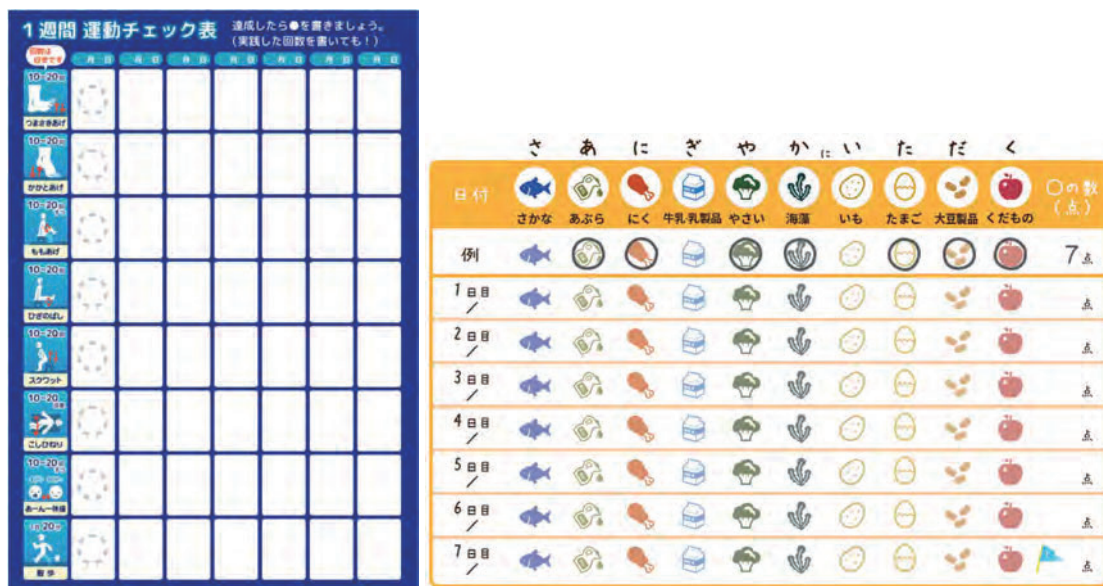 1週間 運動チェック表
達成したら●を書きましょう。
(実践した回数を書いても!)
回数は
目安です
月 日 月 日 月 日 月 日 月 日 月 日 月 日
10~20回
つまさきあげ
10~20回
かかとあげ
10~20回
ももあげ
10~20回
ひざのばし
10~20回
スクワット
10~20
こしひねり
10~20回
あーんー体操
20
散歩
さ あ に ぎ や か に い た だ く
日付
さかな あぶら にく 牛乳・乳製品 やさい 海藻 いも たまご 大豆製品 くだもの
○の数
(点)
例 7点
1日目
/ 点
2日目
/ 点
3日目
/ 点
4日目
/ 点
5日目
/ 点
6日目
/ 点
7日目
/ 点